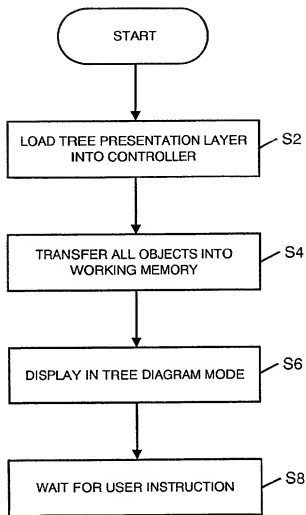 START
LOAD TREE PRESENTATION LAYER
INTO CONTROLLER
S2
TRANSFER ALL OBJECTS INTO
WORKING MEMORY
S4
DISPLAY IN TREE DIAGRAM MODE
S6
WAIT FOR USER INSTRUCTION
S8